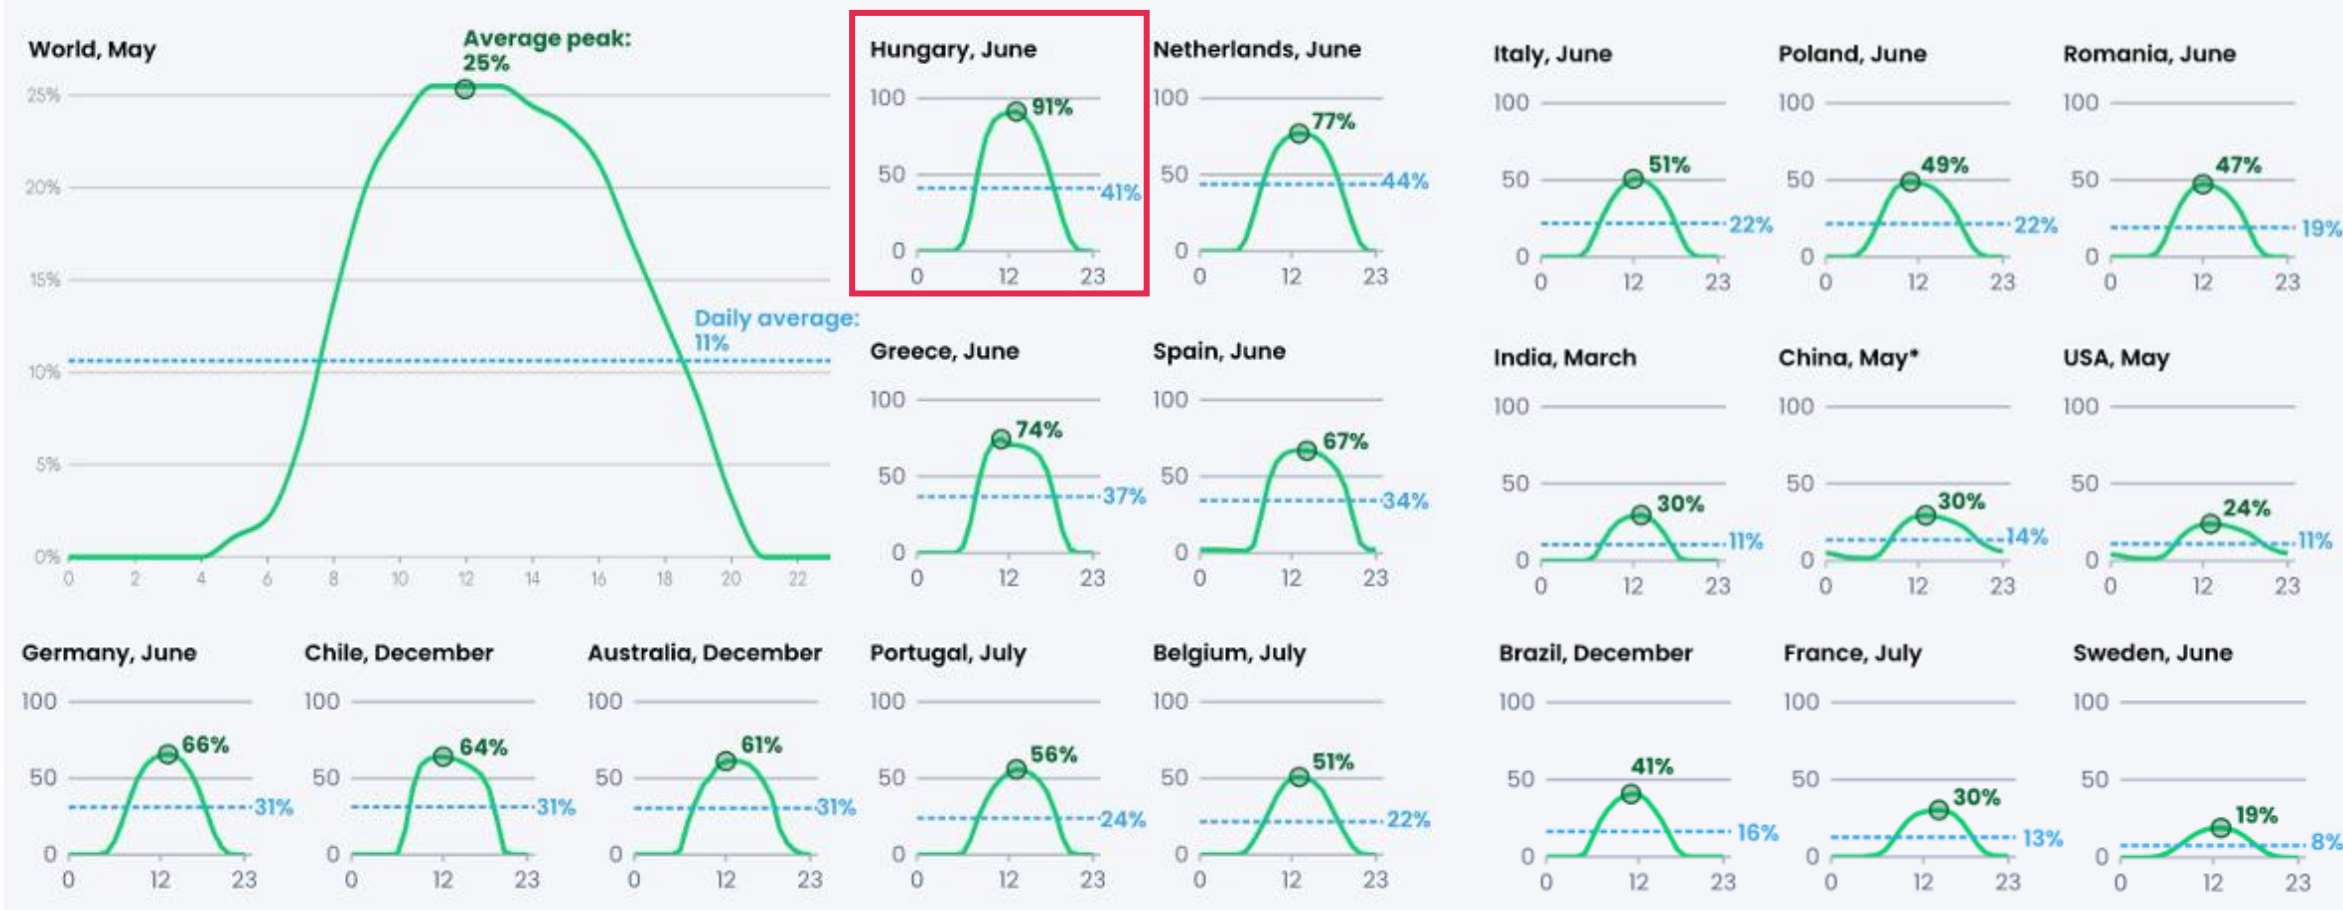 World, May
Average peak:
25%
25%
20%
15%
10%
5%
0%
0 2 4 6 8 10 12 14 16 18 20 22
Daily average:
11%
Hungary, June
100
50
0
91%
41%
0 12 23
Netherlands, June
100
50
0
77%
44%
0 12 23
Italy, June
100
50
0
51%
22%
0 12 23
Poland, June
100
50
0
49%
22%
0 12 23
Romania, June
100
50
0
47%
19%
0 12 23
Greece, June
100
50
0
74%
37%
0 12 23
Spain, June
100
50
0
67%
34%
0 12 23
India, March
100
50
0
30%
11%
0 12 23
China, May*
100
50
0
30%
14%
0 12 23
USA, May
100
50
0
24%
11%
0 12 23
Germany, June
100
50
0
66%
31%
0 12 23
Chile, December
100
50
0
64%
31%
0 12 23
Australia, December
100
50
0
61%
31%
0 12 23
Portugal, July
100
50
0
56%
24%
0 12 23
Belgium, July
100
50
0
51%
22%
0 12 23
Brazil, December
100
50
0
41%
16%
0 12 23
France, July
100
50
0
30%
13%
0 12 23
Sweden, June
100
50
0
19%
8%
0 12 23